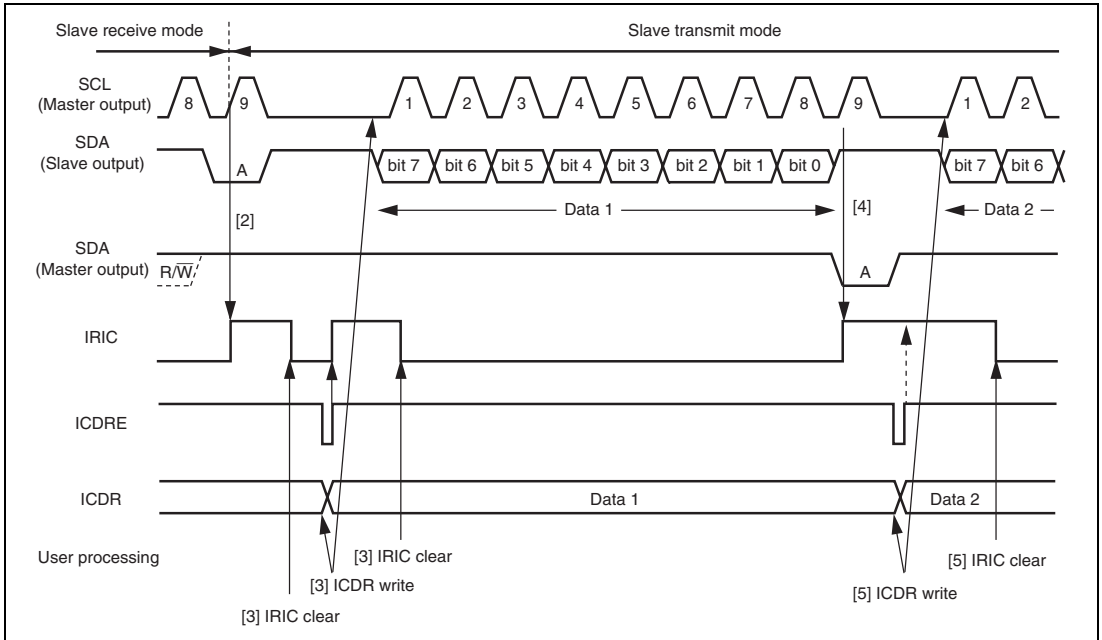 Slave receive mode Slave transmit mode
SCL
(Master output) 8 9 1 2 3 4 5 6 7 8 9 1 2
SDA
(Slave output) A bit 7 bit 6 bit 5 bit 4 bit 3 bit 2 bit 1 bit 0 bit 7 bit 6
[2] Data 1 [4] Data 2
SDA
(Master output) R/W̅ A
IRIC
ICDRE
ICDR Data 1 Data 2
User processing
[3] IRIC clear
[3] ICDR write
[3] IRIC clear
[5] IRIC clear
[5] ICDR write